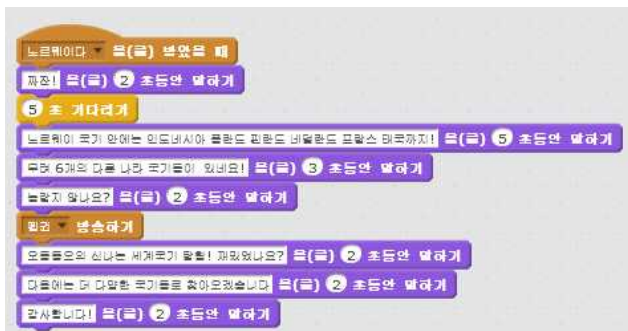 노르웨이다 을(를) 받았을 때
짜잔! 을(를) 2 초동안 말하기
5 초 기다리기
노르웨이 국기 안에는 인도네시아 폴란드 핀란드 네덜란드 프랑스 태국까지! 을(를) 5 초동안 말하기
무려 6개의 다른 나라 국기들이 있네요! 을(를) 3 초동안 말하기
놀랍지 않나요? 을(를) 2 초동안 말하기
방송하기
신나는 세계국기 탐험! 재밌었나요? 을(를) 2 초동안 말하기
다음에는 더 다양한 국기들로 찾아오겠습니다 을(를) 2 초동안 말하기
감사합니다! 을(를) 2 초동안 말하기